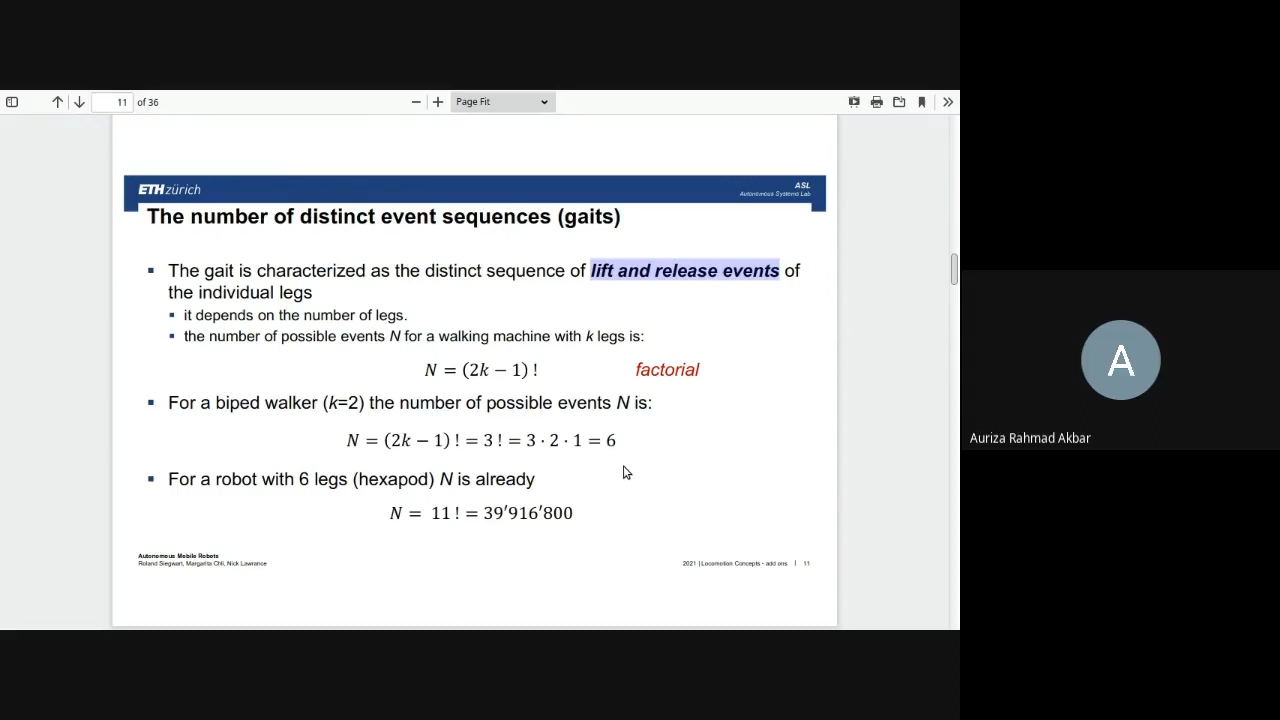 11 of 36
Page Fit
ETH zürich
ASL
Autonomous Systems Lab
The number of distinct event sequences (gaits)
▪ The gait is characterized as the distinct sequence of lift and release events of
the individual legs
▪ it depends on the number of legs.
▪ the number of possible events N for a walking machine with k legs is:
N = (2k − 1) ! factorial
▪ For a biped walker (k=2) the number of possible events N is:
N = (2k − 1) ! = 3 ! = 3 · 2 · 1 = 6
▪ For a robot with 6 legs (hexapod) N is already
N = 11 ! = 39′916′800
Autonomous Mobile Robots
Roland Siegwart, Margarita Chli, Nick Lawrance
2021 | Locomotion Concepts - add ons | 11
A
Auriza Rahmad Akbar